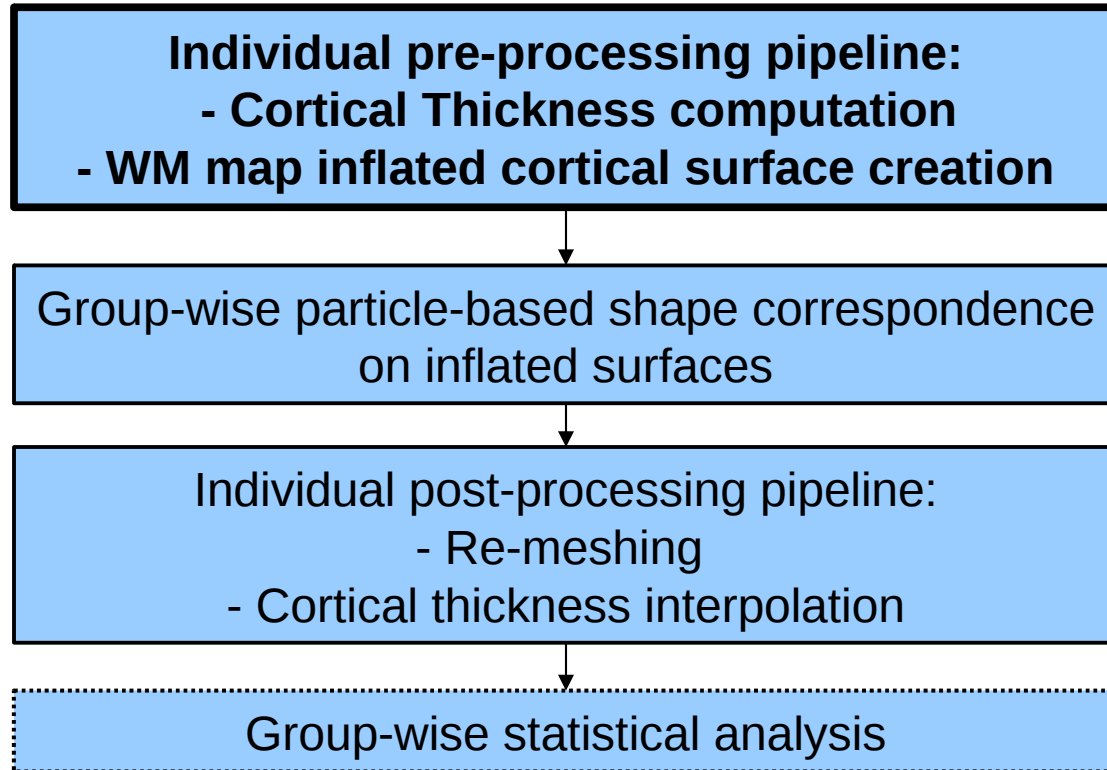 Individual pre-processing pipeline:
- Cortical Thickness computation
- WM map inflated cortical surface creation
Group-wise particle-based shape correspondence
on inflated surfaces
Individual post-processing pipeline:
- Re-meshing
- Cortical thickness interpolation
Group-wise statistical analysis